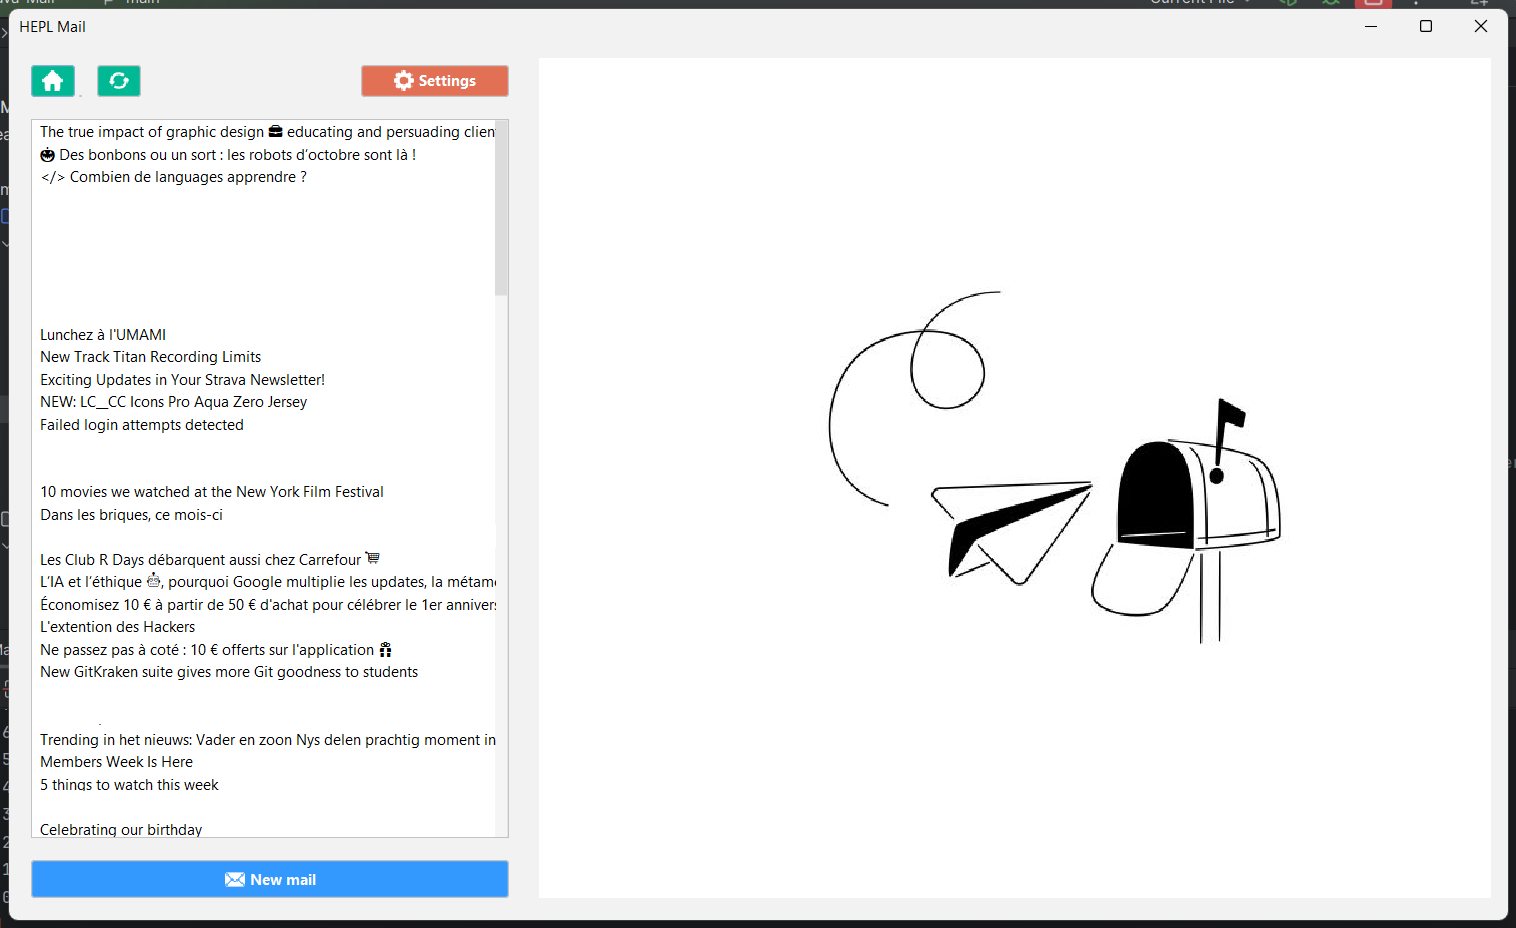 HEPL Mail
Settings
The true impact of graphic design 💼 educating and persuading clien
🎃 Des bonbons ou un sort : les robots d'octobre sont là !
</> Combien de languages apprendre ?
Lunchez à l'UMAMI
New Track Titan Recording Limits
Exciting Updates in Your Strava Newsletter!
NEW: LC__CC Icons Pro Aqua Zero Jersey
Failed login attempts detected
10 movies we watched at the New York Film Festival
Dans les briques, ce mois-ci
Les Club R Days débarquent aussi chez Carrefour 🛒
L'IA et l'éthique 🤖, pourquoi Google multiplie les updates, la métam
Économisez 10 € à partir de 50 € d'achat pour célébrer le 1er anniver
L'extention des Hackers
Ne passez pas à coté : 10 € offerts sur l'application 🎁
New GitKraken suite gives more Git goodness to students
Trending in het nieuws: Vader en zoon Nys delen prachtig moment in
Members Week Is Here
5 things to watch this week
Celebrating our birthday
New mail